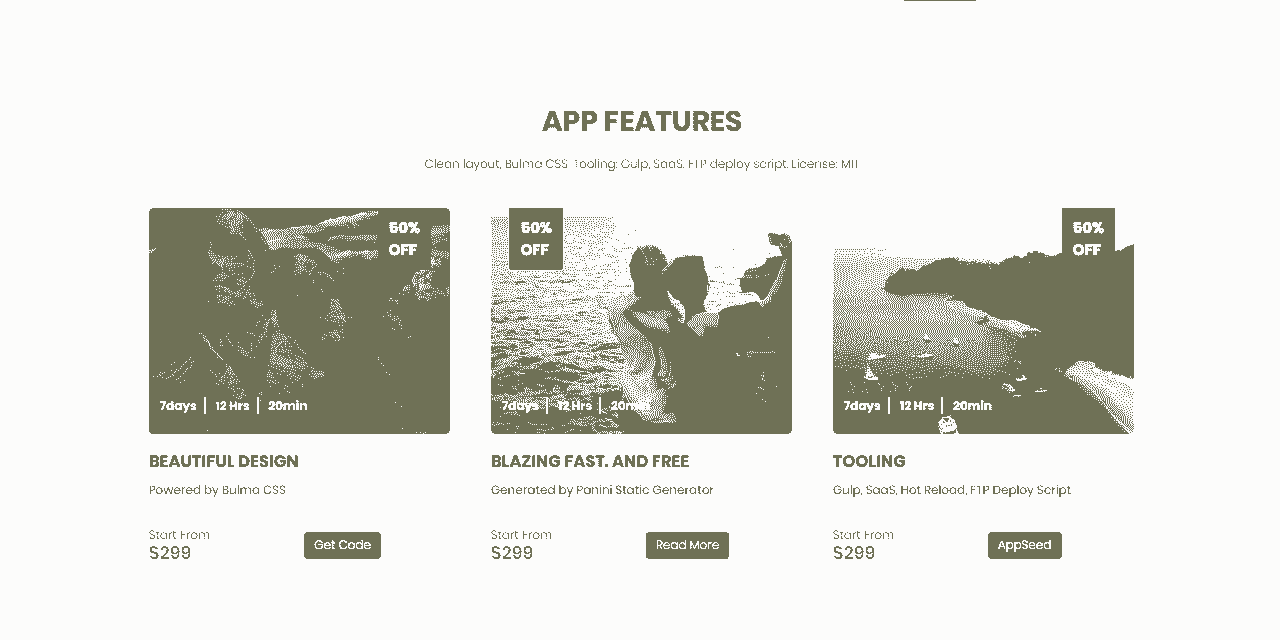 APP FEATURES
Clean layout, Bulma CSS. Tooling: Gulp, SaaS. FTP deploy script. License: MIT
50%
OFF
7days | 12 Hrs | 20min
BEAUTIFUL DESIGN
Powered by Bulma CSS
Start From
$299
Get Code
50%
OFF
7days | 12 Hrs | 20min
BLAZING FAST. AND FREE
Generated by Panini Static Generator
Start From
$299
Read More
50%
OFF
7days | 12 Hrs | 20min
TOOLING
Gulp, SaaS, Hot Reload, FTP Deploy Script
Start From
$299
AppSeed